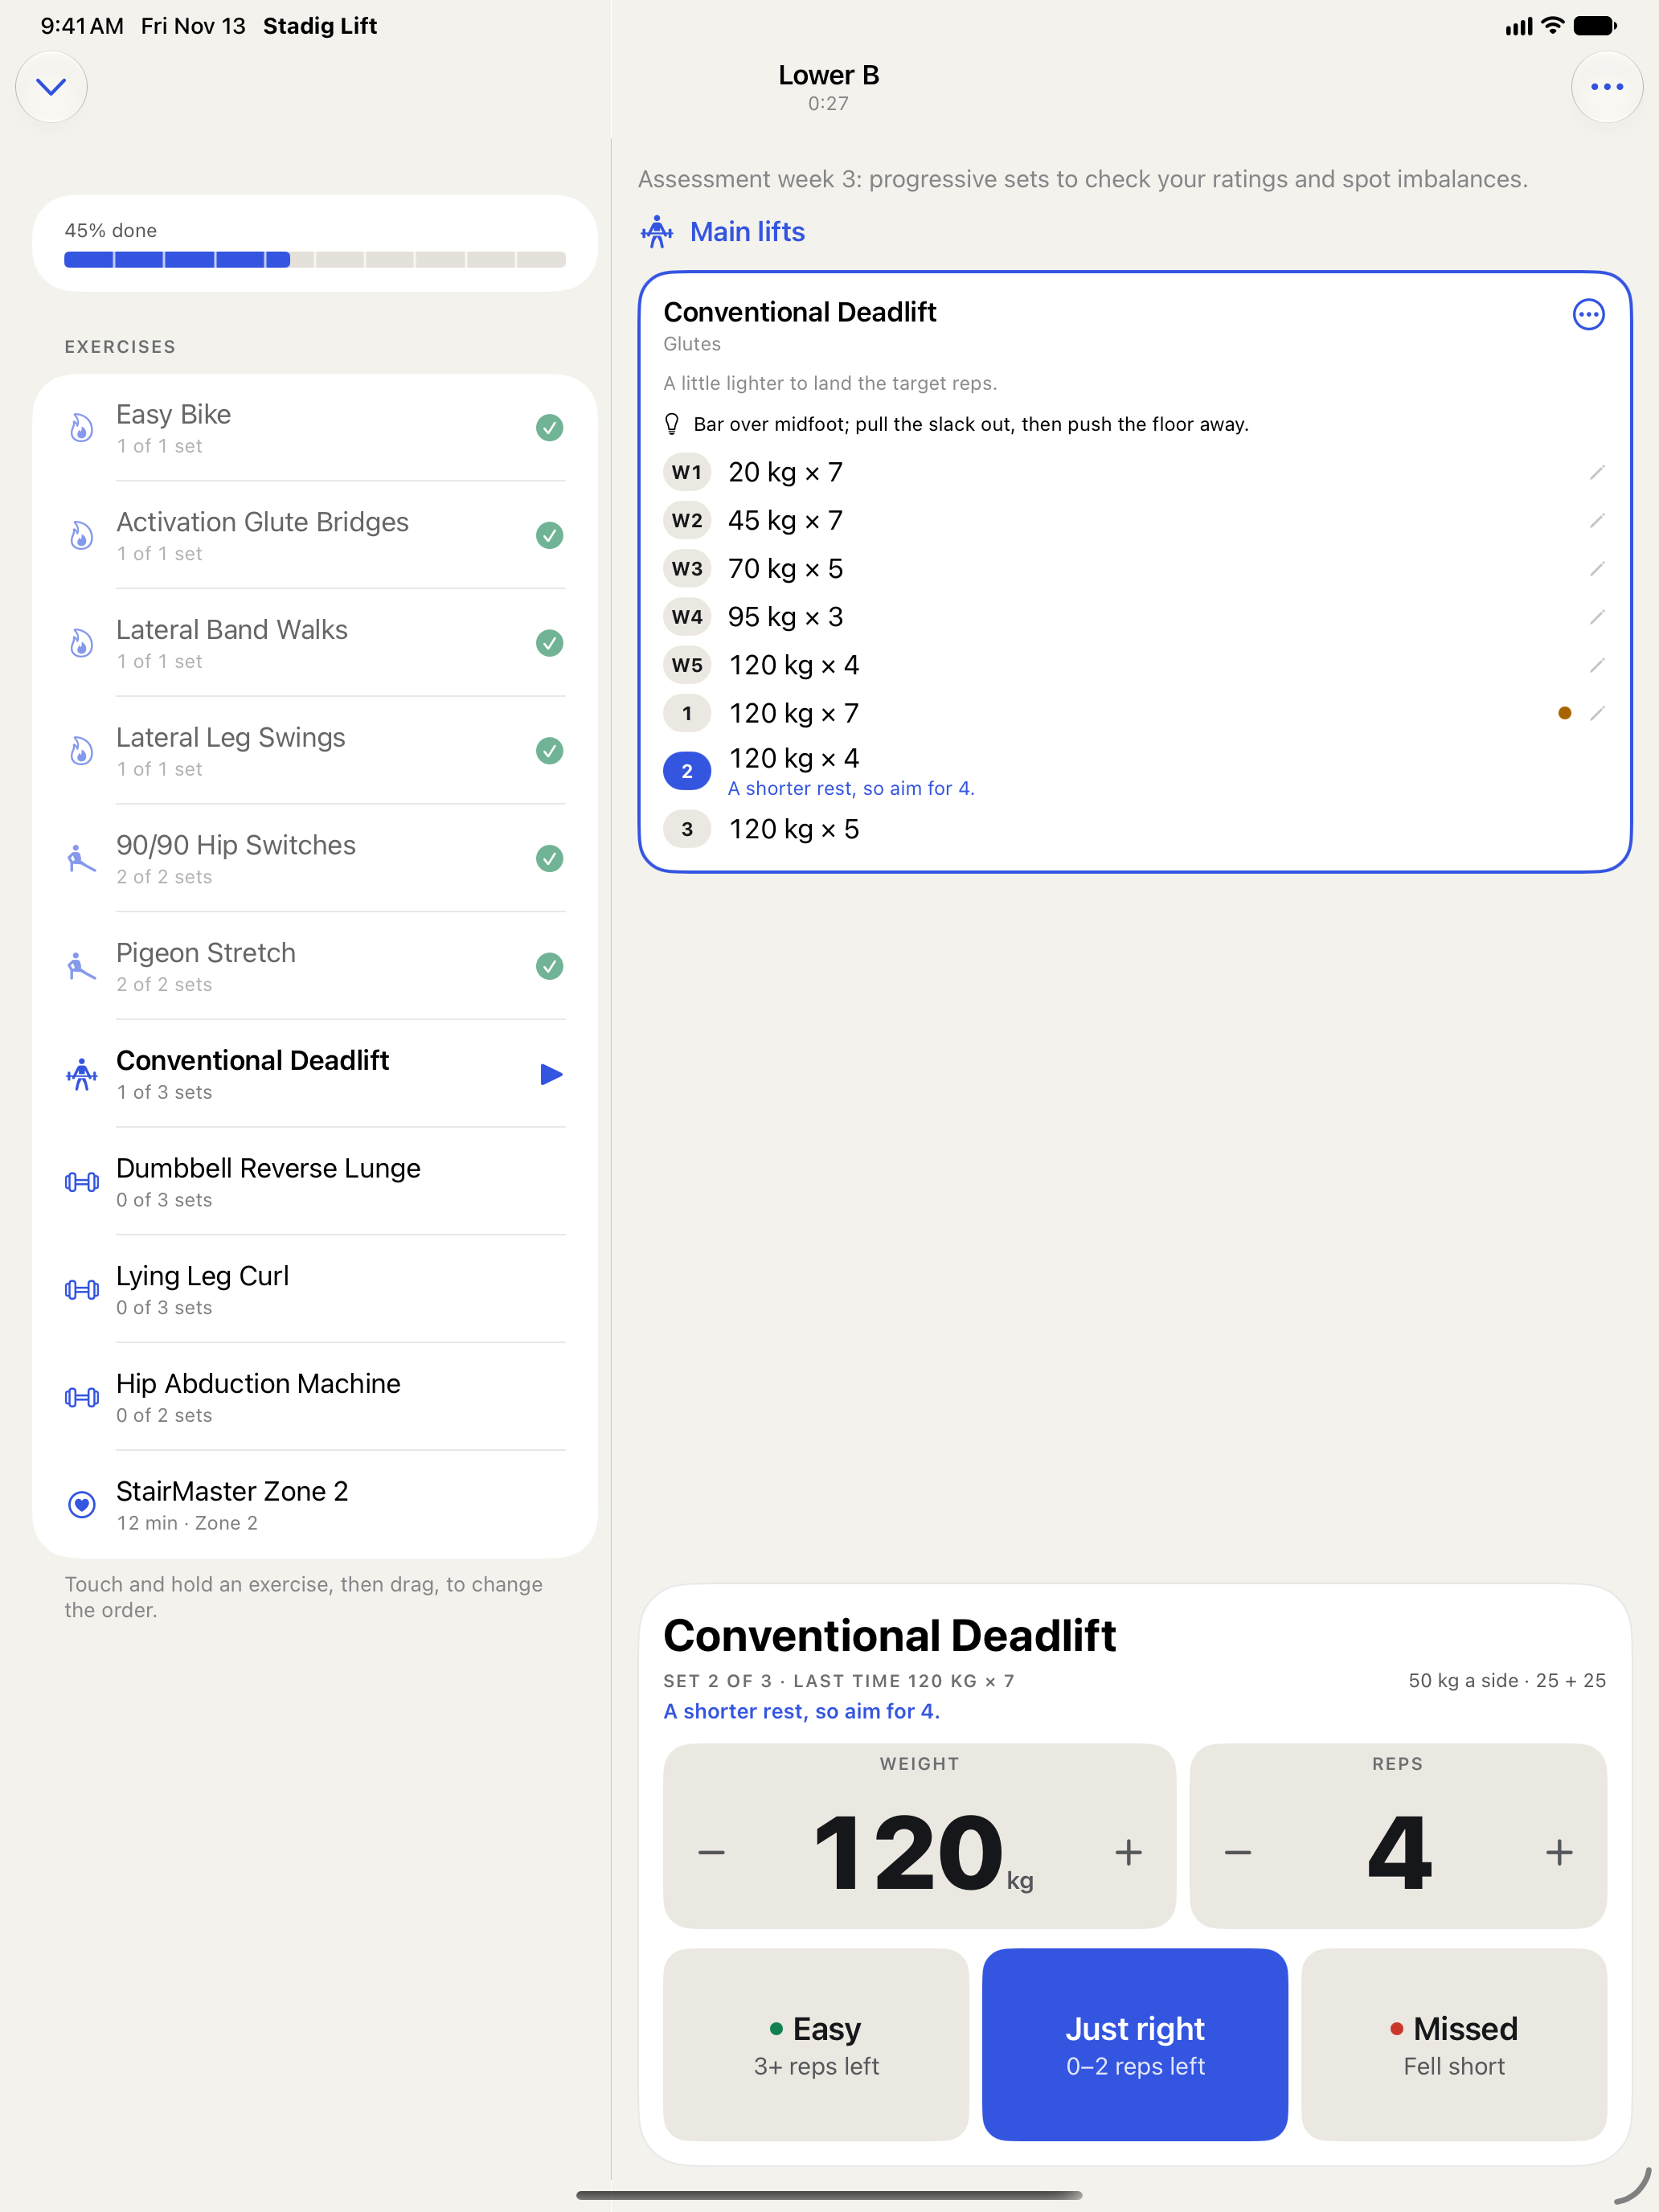 9:41 AM Fri Nov 13 Stadig Lift
Lower B
0:27
45% done
EXERCISES
Easy Bike
1 of 1 set
Activation Glute Bridges
1 of 1 set
Lateral Band Walks
1 of 1 set
Lateral Leg Swings
1 of 1 set
90/90 Hip Switches
2 of 2 sets
Pigeon Stretch
2 of 2 sets
Conventional Deadlift
1 of 3 sets
Dumbbell Reverse Lunge
0 of 3 sets
Lying Leg Curl
0 of 3 sets
Hip Abduction Machine
0 of 2 sets
StairMaster Zone 2
12 min · Zone 2
Touch and hold an exercise, then drag, to change
the order.
Assessment week 3: progressive sets to check your ratings and spot imbalances.
Main lifts
Conventional Deadlift
Glutes
A little lighter to land the target reps.
Bar over midfoot; pull the slack out, then push the floor away.
W1 20 kg × 7
W2 45 kg × 7
W3 70 kg × 5
W4 95 kg × 3
W5 120 kg × 4
1 120 kg × 7
2 120 kg × 4
A shorter rest, so aim for 4.
3 120 kg × 5
Conventional Deadlift
SET 2 OF 3 · LAST TIME 120 KG × 7
50 kg a side · 25 + 25
A shorter rest, so aim for 4.
WEIGHT
− 120 kg +
REPS
− 4 +
Easy
3+ reps left
Just right
0–2 reps left
Missed
Fell short